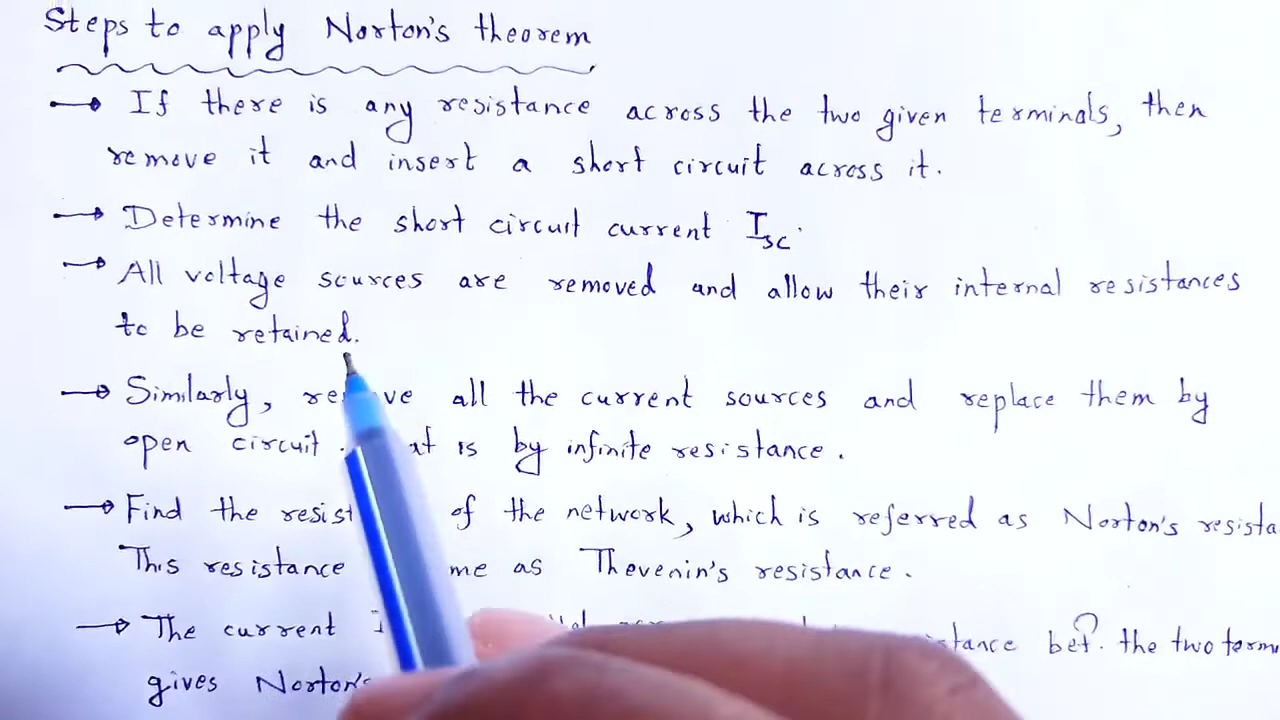 Steps to apply Norton's theorem
→ If there is any resistance across the two given terminals, then
remove it and insert a short circuit across it.
→ Determine the short circuit current Isc.
→ All voltage sources are removed and allow their internal resistances
to be retained.
→ Similarly, all the current sources and replace them by
open circuit. is by infinite resistance.
→ Find the of the network, which is referred as Norton's
This resistance as Thevenin's resistance.
→ The current bet. the two
gives Norton's